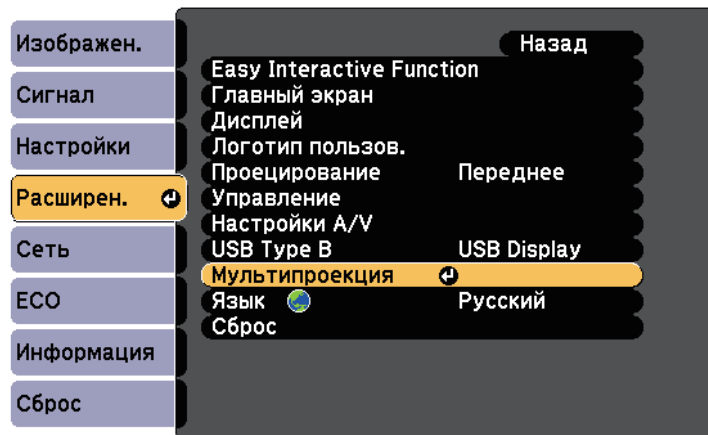 Изображен.
Сигнал
Настройки
Расширен.
Сеть
ECO
Информация
Сброс
Назад
Easy Interactive Function
Главный экран
Дисплей
Логотип пользов.
Проецирование Переднее
Управление
Настройки A/V
USB Type B USB Display
Мультипроекция
Язык Русский
Сброс